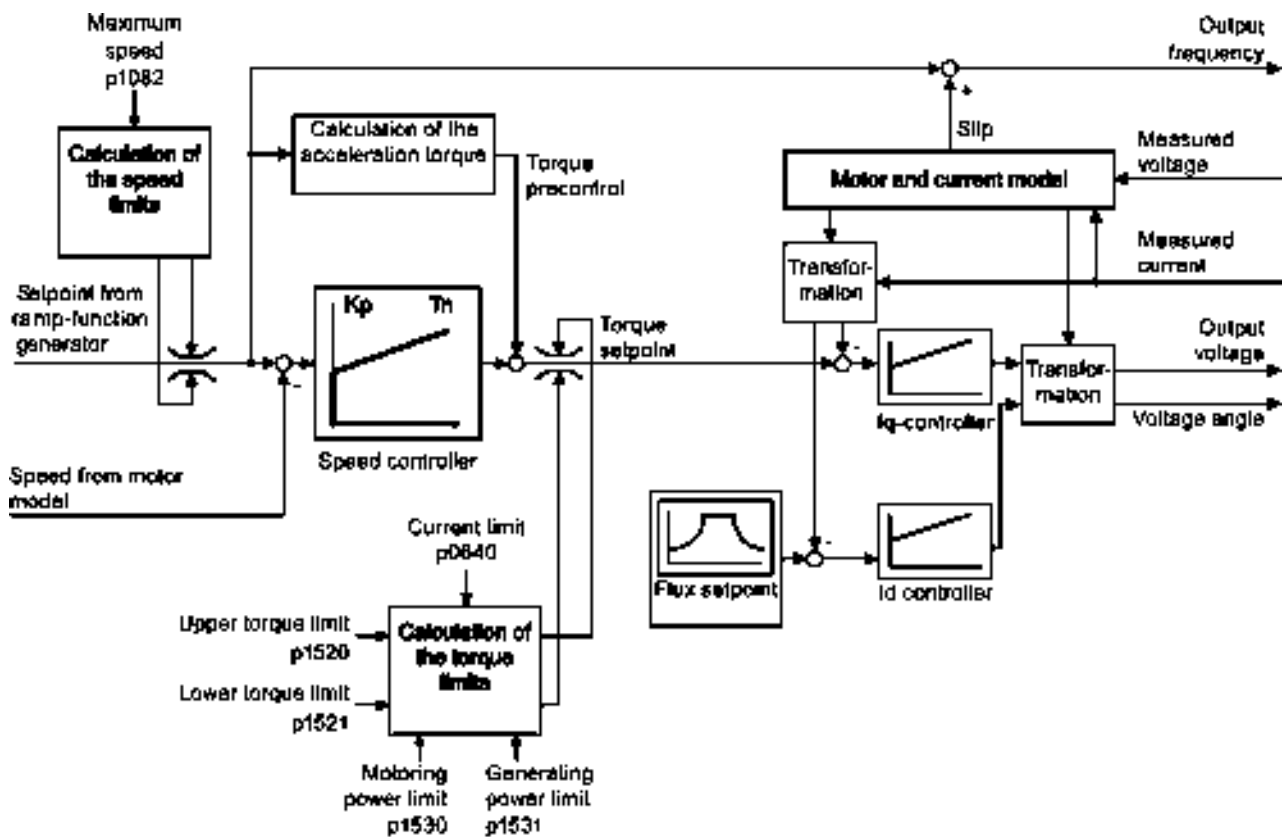 Maximum
speed
p1082
Output
frequency
Calculation of the
acceleration torque
Slip
Calculation of
the speed
limits
Torque
precontrol
Motor and current model
Measured
voltage
Measured
current
Setpoint from
ramp-function
generator
Kp
Tn
Torque
setpoint
Transfor-
mation
Output
voltage
Transfor-
mation
Voltage angle
Iq-controller
Speed controller
Speed from motor
model
Current limit
p0640
Flux setpoint
Id controller
Upper torque limit
p1520
Calculation of
the torque
limits
Lower torque limit
p1521
Motoring
power limit
p1530
Generating
power limit
p1531